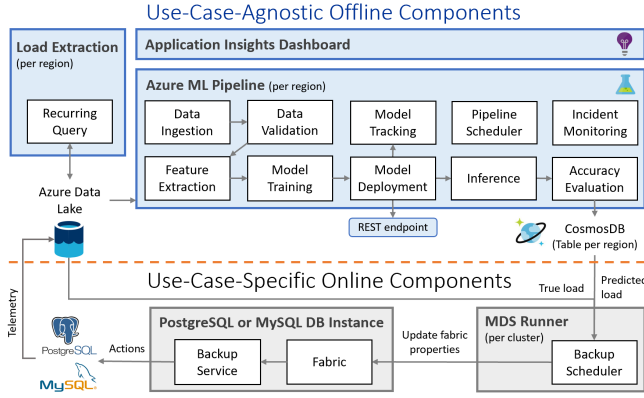 Use-Case-Agnostic Offline Components
Load Extraction
(per region)
Recurring
Query
Application Insights Dashboard
Azure ML Pipeline (per region)
Data
Ingestion
Data
Validation
Model
Tracking
Pipeline
Scheduler
Incident
Monitoring
Feature
Extraction
Model
Training
Model
Deployment
Inference
Accuracy
Evaluation
Azure Data
Lake
REST endpoint
CosmosDB
(Table per region)
Use-Case-Specific Online Components
True load
Predicted
load
Telemetry
PostgreSQL
MySQL
Actions
PostgreSQL or MySQL DB Instance
Backup
Service
Fabric
Update fabric
properties
MDS Runner
(per cluster)
Backup
Scheduler